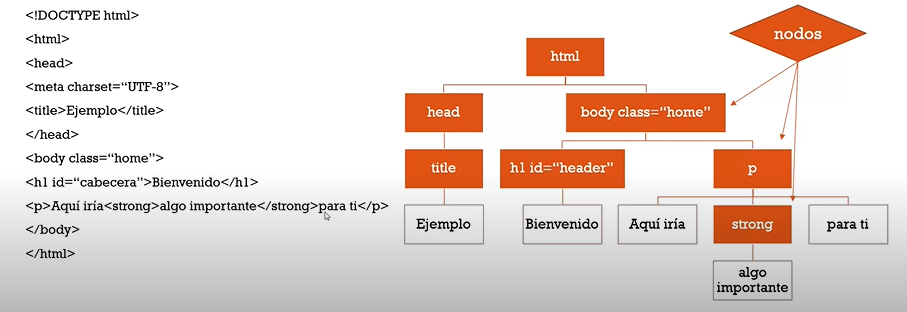 <!DOCTYPE html>
<html>
<head>
<meta charset=“UTF-8”>
<title>Ejemplo</title>
</head>
<body class=“home”>
<h1 id=“cabecera”>Bienvenido</h1>
<p>Aquí iría<strong>algo importante</strong>para ti</p>
</body>
</html>
nodos
html
head
body class=“home”
title
h1 id=“header”
p
Ejemplo
Bienvenido
Aquí iría
strong
para ti
algo
importante